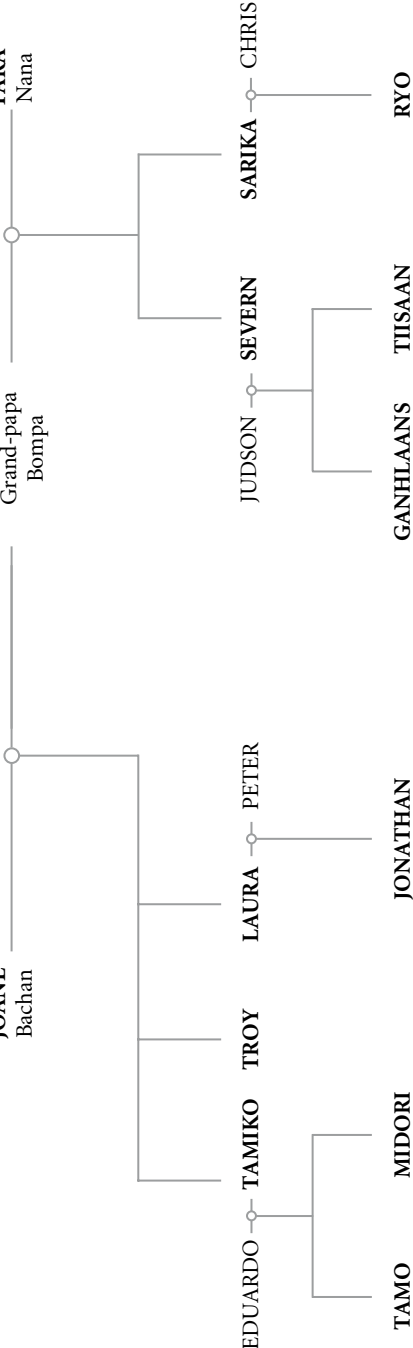 Bachan
Grand-papa
Bompa
Nana
EDUARDO
TAMIKO
TROY
LAURA
PETER
JUDSON
SEVERN
SARIKA
CHRIS
TAMO
MIDORI
JONATHAN
GANHLAANS
TIISAAN
RYO